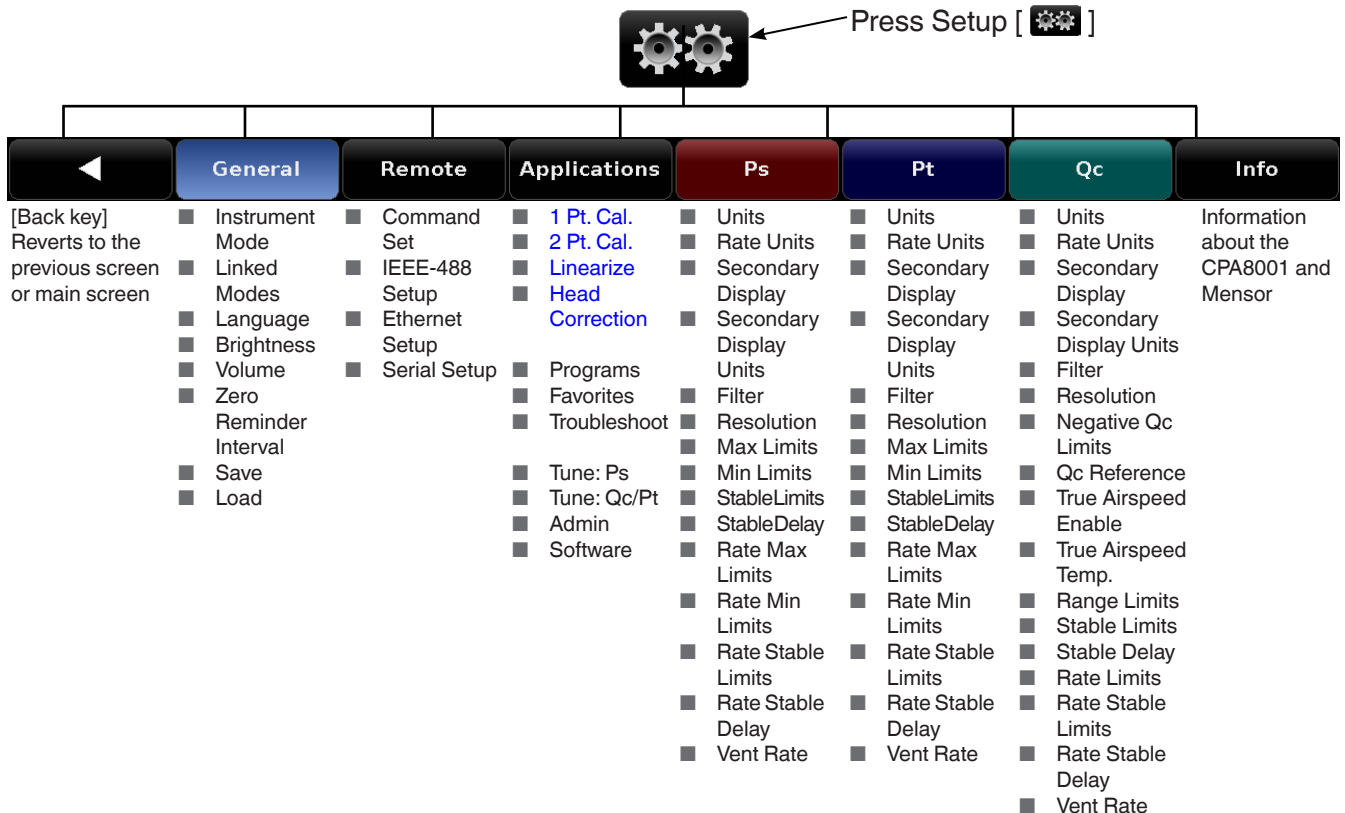 Press Setup [ ]
General
Remote
Applications
Ps
Pt
Qc
Info
[Back key]
Reverts to the
previous screen
or main screen
Instrument
Mode
Linked
Modes
Language
Brightness
Volume
Zero
Reminder
Interval
Save
Load
Command
Set
IEEE-488
Setup
Ethernet
Setup
Serial Setup
1 Pt. Cal.
2 Pt. Cal.
Linearize
Head
Correction
Programs
Favorites
Troubleshoot
Tune: Ps
Tune: Qc/Pt
Admin
Software
Units
Rate Units
Secondary
Display
Secondary
Display
Units
Filter
Resolution
Max Limits
Min Limits
StableLimits
StableDelay
Rate Max
Limits
Rate Min
Limits
Rate Stable
Limits
Rate Stable
Delay
Vent Rate
Units
Rate Units
Secondary
Display
Secondary
Display
Units
Filter
Resolution
Max Limits
Min Limits
StableLimits
StableDelay
Rate Max
Limits
Rate Min
Limits
Rate Stable
Limits
Rate Stable
Delay
Vent Rate
Units
Rate Units
Secondary
Display
Secondary
Display Units
Filter
Resolution
Negative Qc
Limits
Qc Reference
True Airspeed
Enable
True Airspeed
Temp.
Range Limits
Stable Limits
Stable Delay
Rate Limits
Rate Stable
Limits
Rate Stable
Delay
Vent Rate
Information
about the
CPA8001 and
Mensor